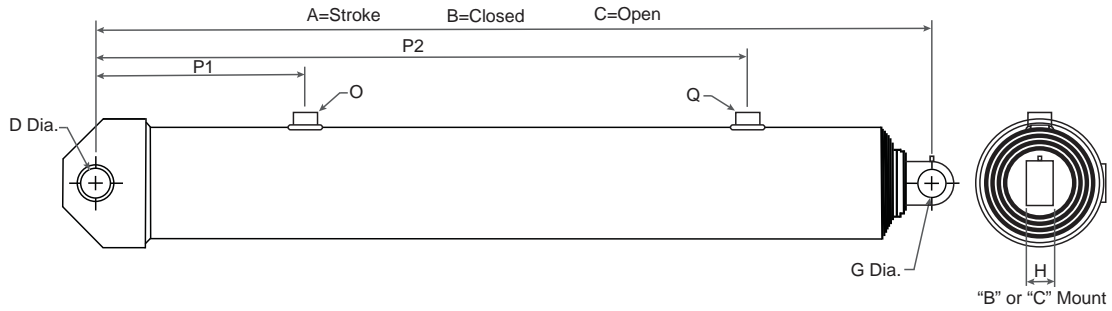 A=Stroke B=Closed C=Open
P2
P1
O
Q
D Dia.
G Dia.
H
“B” or “C” Mount